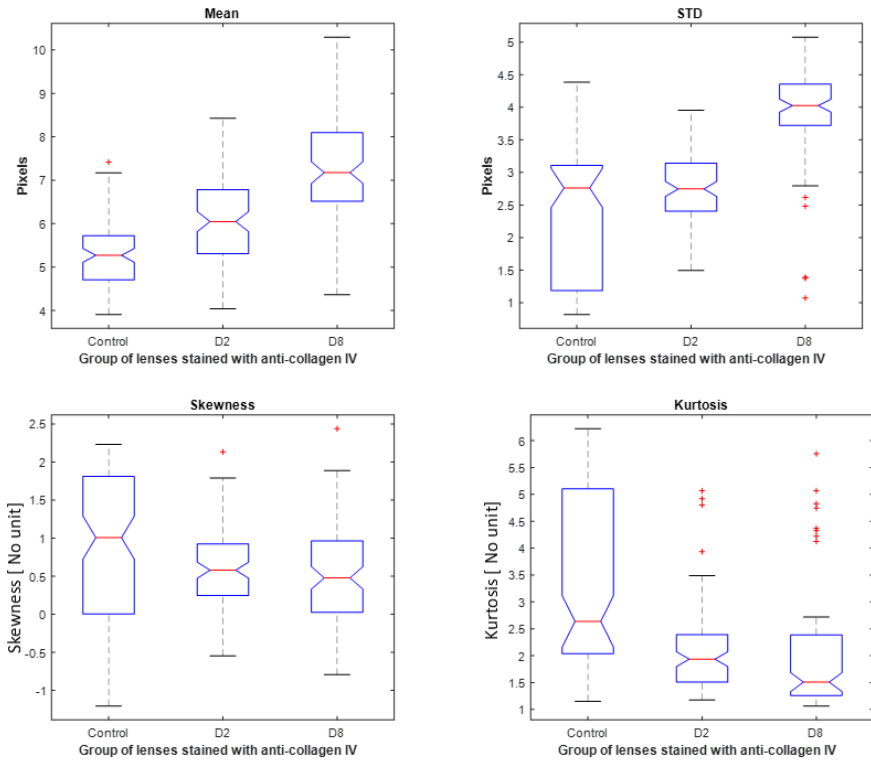 Mean
10
9
8
7
6
5
4
Pixels
Control D2 D8
Group of lenses stained with anti-collagen IV
STD
5
4.5
4
3.5
3
2.5
2
1.5
1
Pixels
Control D2 D8
Group of lenses stained with anti-collagen IV
Skewness
2.5
2
1.5
1
0.5
0
-0.5
-1
Skewness [ No unit]
Control D2 D8
Group of lenses stained with anti-collagen IV
Kurtosis
6
5.5
5
4.5
4
3.5
3
2.5
2
1.5
1
Kurtosis [ No unit]
Control D2 D8
Group of lenses stained with anti-collagen IV